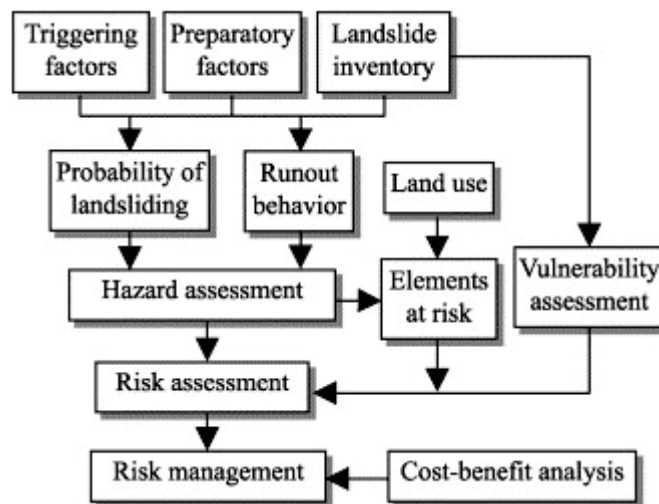 Triggering
factors
Preparatory
factors
Landslide
inventory
Probability of
landsliding
Runout
behavior
Land use
Hazard assessment
Elements
at risk
Vulnerability
assessment
Risk assessment
Risk management
Cost-benefit analysis